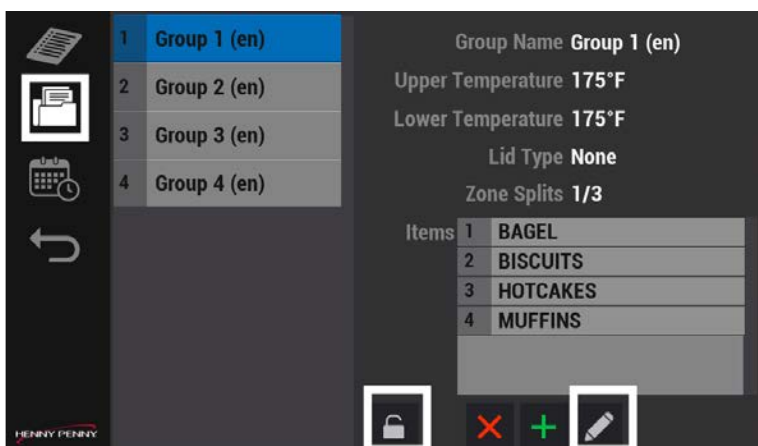 1 Group 1 (en)
2 Group 2 (en)
3 Group 3 (en)
4 Group 4 (en)
Group Name Group 1 (en)
Upper Temperature 175°F
Lower Temperature 175°F
Lid Type None
Zone Splits 1/3
Items 1 BAGEL
2 BISCUITS
3 HOTCAKES
4 MUFFINS
HENNY PENNY